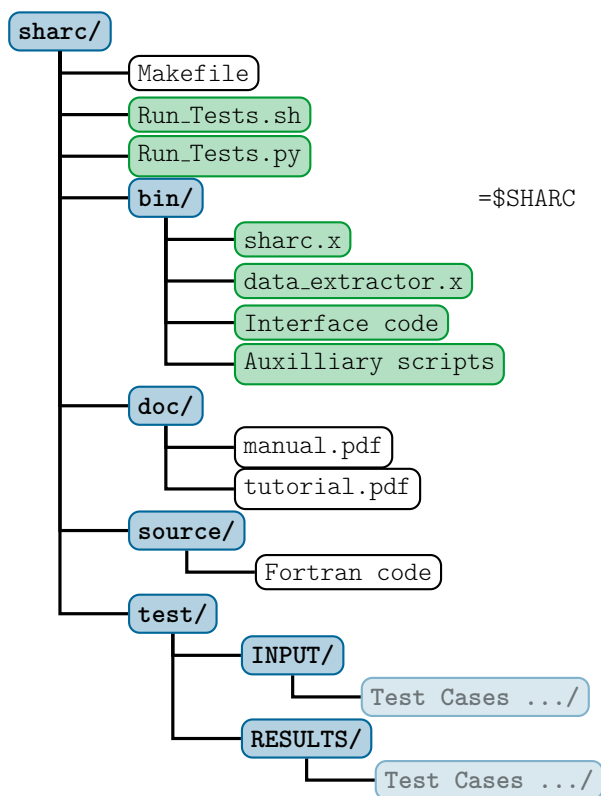 sharc/
Makefile
Run_Tests.sh
Run_Tests.py
bin/ =$SHARC
sharc.x
data_extractor.x
Interface code
Auxilliary scripts
doc/
manual.pdf
tutorial.pdf
source/
Fortran code
test/
INPUT/
Test Cases .../
RESULTS/
Test Cases .../